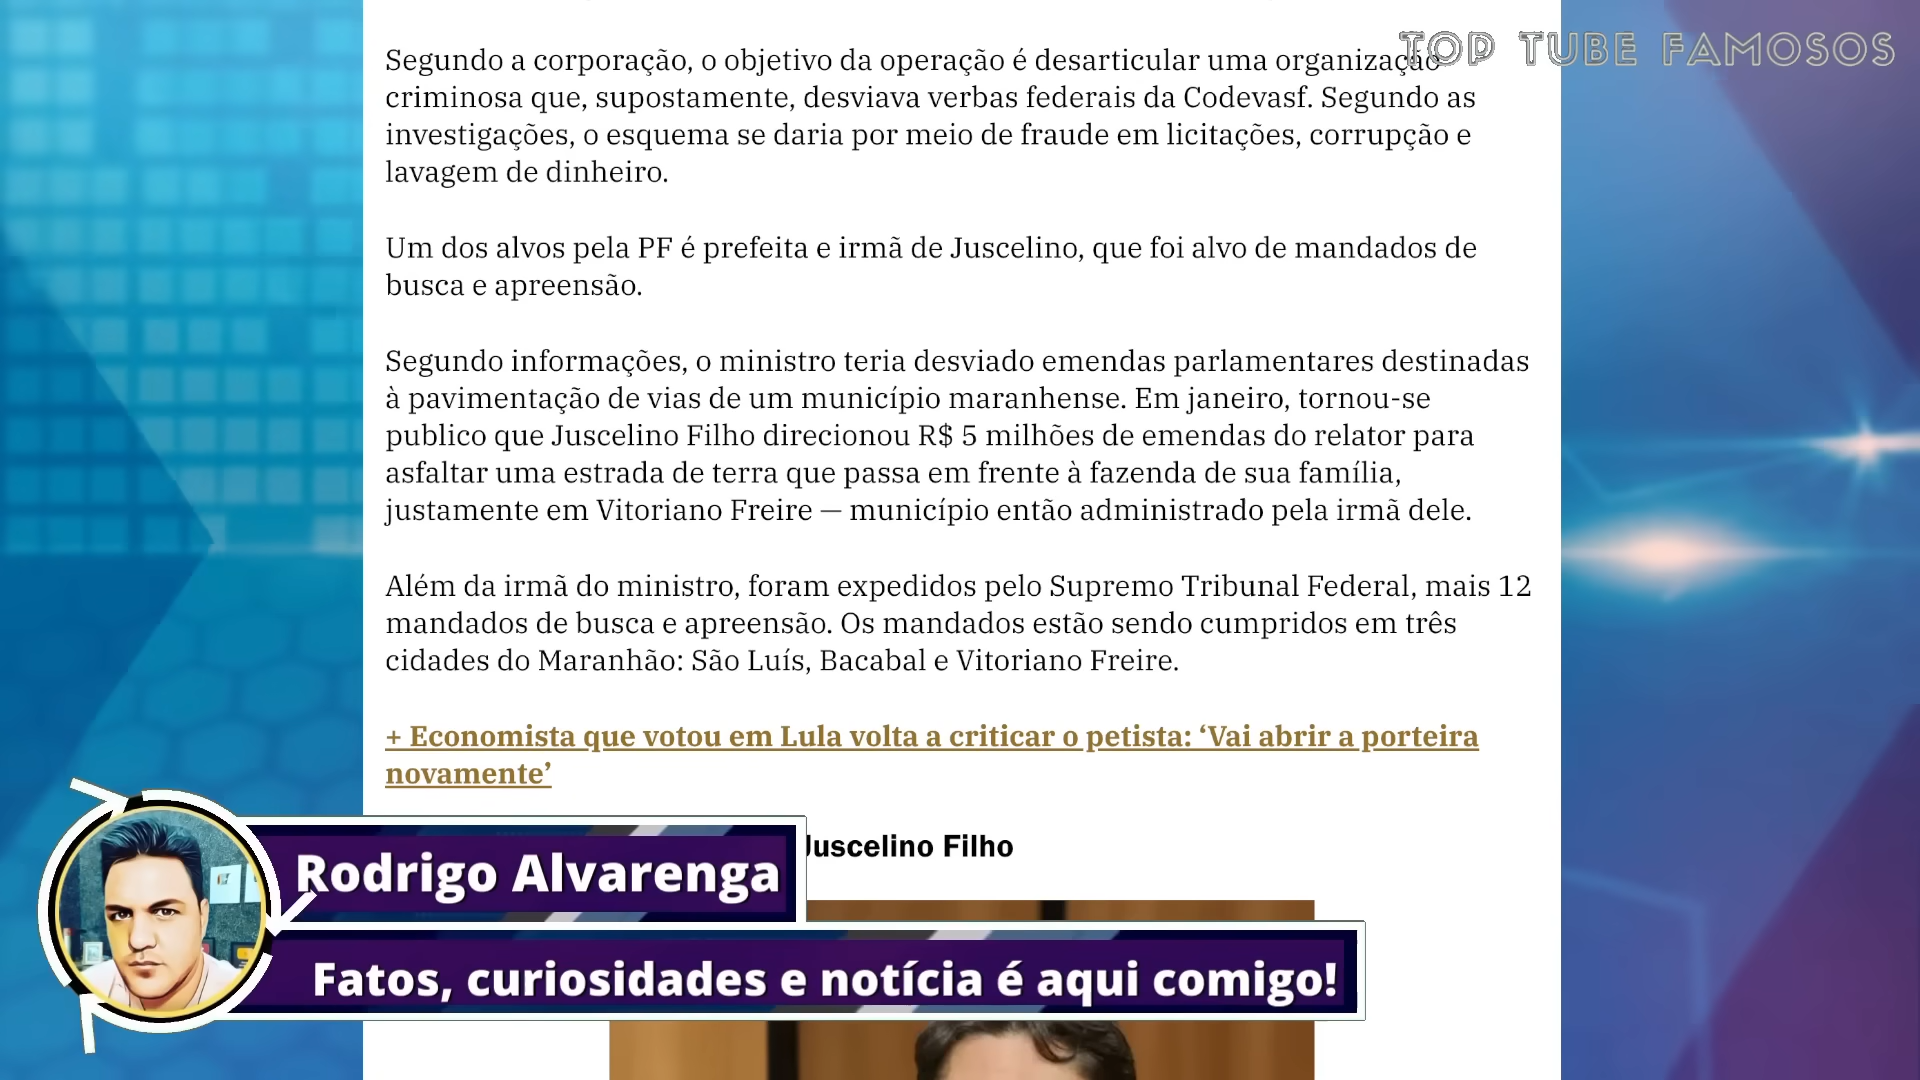 TOP TUBE FAMOSOS
Segundo a corporação, o objetivo da operação é desarticular uma organização
criminosa que, supostamente, desviava verbas federais da Codevasf. Segundo as
investigações, o esquema se daria por meio de fraude em licitações, corrupção e
lavagem de dinheiro.
Um dos alvos pela PF é prefeita e irmã de Juscelino, que foi alvo de mandados de
busca e apreensão.
Segundo informações, o ministro teria desviado emendas parlamentares destinadas
à pavimentação de vias de um município maranhense. Em janeiro, tornou-se
publico que Juscelino Filho direcionou R$ 5 milhões de emendas do relator para
asfaltar uma estrada de terra que passa em frente à fazenda de sua família,
justamente em Vitoriano Freire — município então administrado pela irmã dele.
Além da irmã do ministro, foram expedidos pelo Supremo Tribunal Federal, mais 12
mandados de busca e apreensão. Os mandados estão sendo cumpridos em três
cidades do Maranhão: São Luís, Bacabal e Vitoriano Freire.
+ Economista que votou em Lula volta a criticar o petista: ‘Vai abrir a porteira
novamente’
Juscelino Filho
Rodrigo Alvarenga
Fatos, curiosidades e notícia é aqui comigo!